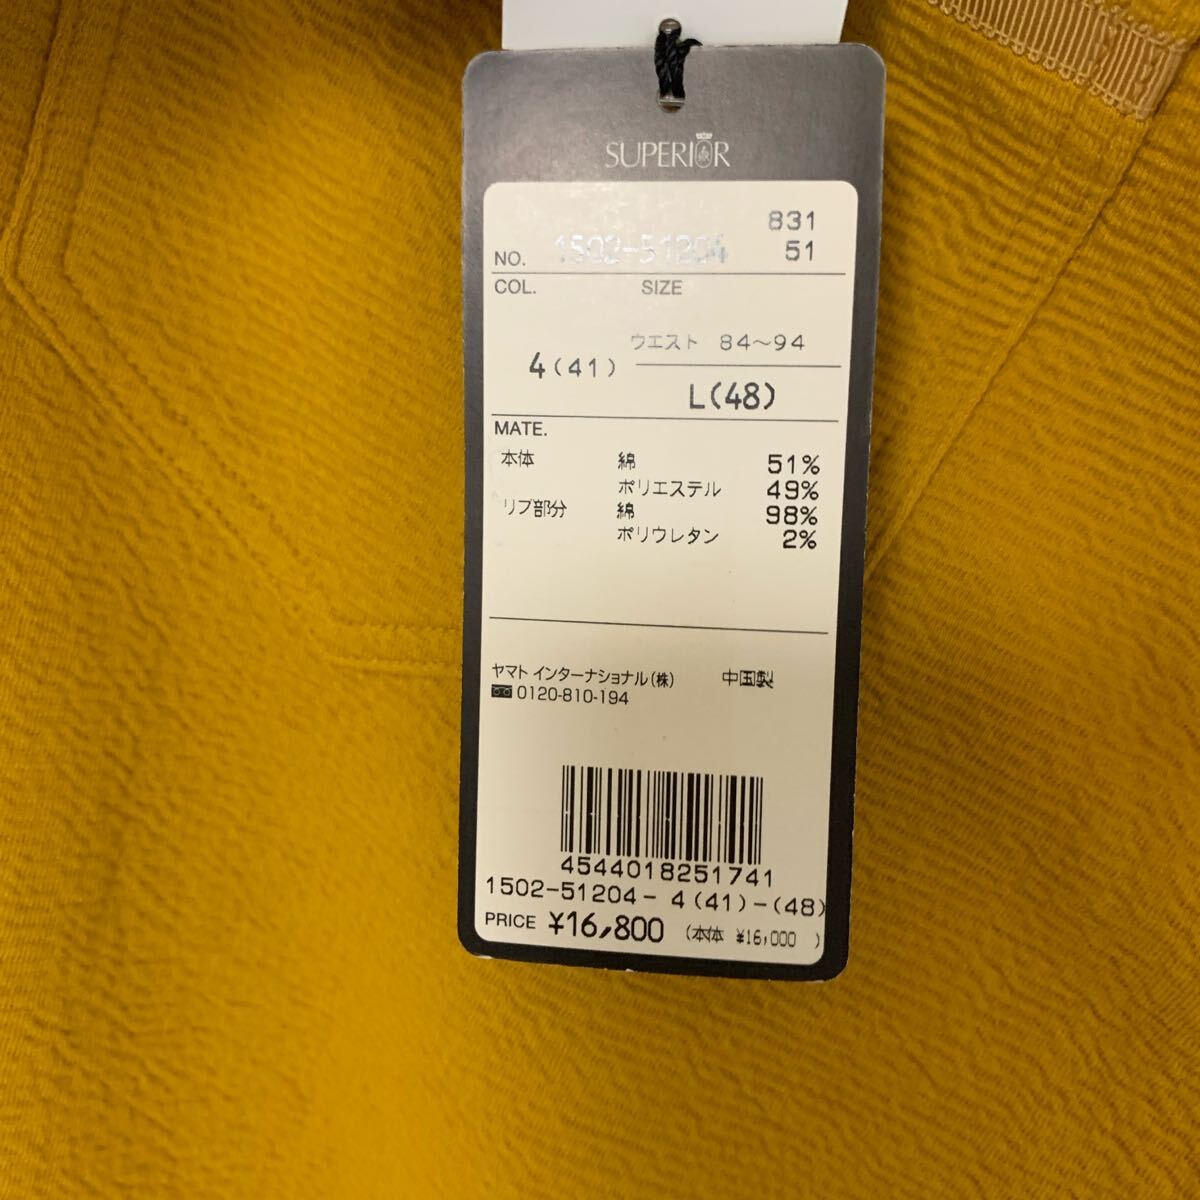 SUPERIOR
831
NO. 1502-51204 51
COL. SIZE
ウエスト 84～94
4(41)
L(48)
MATE.
本体 綿 51%
ポリエステル 49%
リブ部分 綿 98%
ポリウレタン 2%
ヤマト インターナショナル(株) 中国製
0120-810-194
4544018251741
1502-51204- 4(41)-(48)
PRICE ¥16,800 (本体 ¥16,000 )